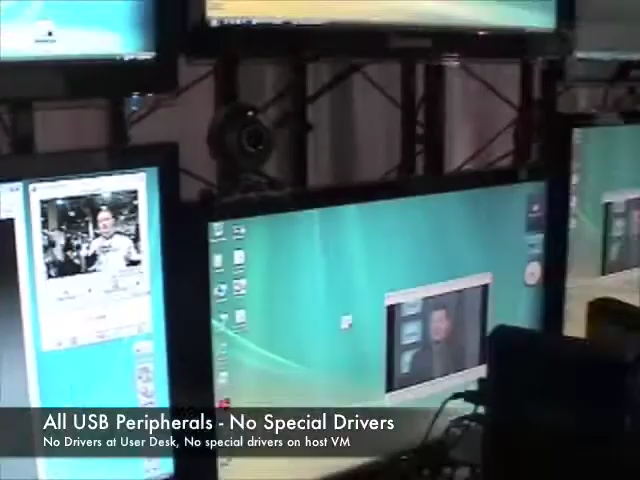 All USB Peripherals - No Special Drivers
No Drivers at User Desk, No special drivers on host VM